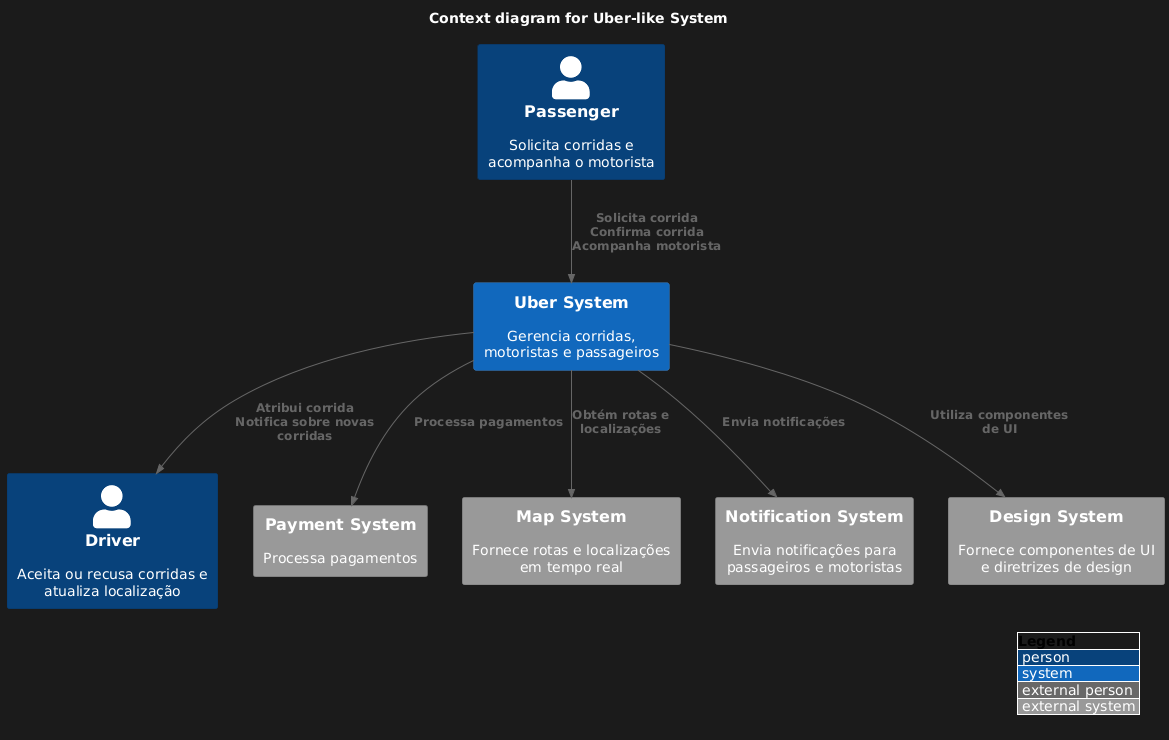 Context diagram for Uber-like System
Passenger
Solicita corridas e
acompanha o motorista
Solicita corrida
Confirma corrida
Acompanha motorista
Uber System
Gerencia corridas,
motoristas e passageiros
Atribui corrida
Notifica sobre novas
corridas
Processa pagamentos
Obtém rotas e
localizações
Envia notificações
Utiliza componentes
de UI
Driver
Aceita ou recusa corridas e
atualiza localização
Payment System
Processa pagamentos
Map System
Fornece rotas e localizações
em tempo real
Notification System
Envia notificações para
passageiros e motoristas
Design System
Fornece componentes de UI
e diretrizes de design
Legend
person
system
external person
external system